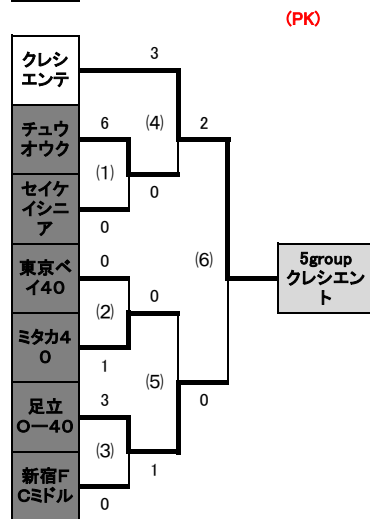 (PK)
クレシ
エンテ
3
チュウ
オウク
6
(4)
2
(1)
セイケ
イシニ
ア
0
0
東京ベ
イ40
0
(6)
5group
クレシエン
ト
(2)
0
ミタカ4
0
1
(5)
足立
O―40
3
0
(3)
1
新宿F
Cミドル
0